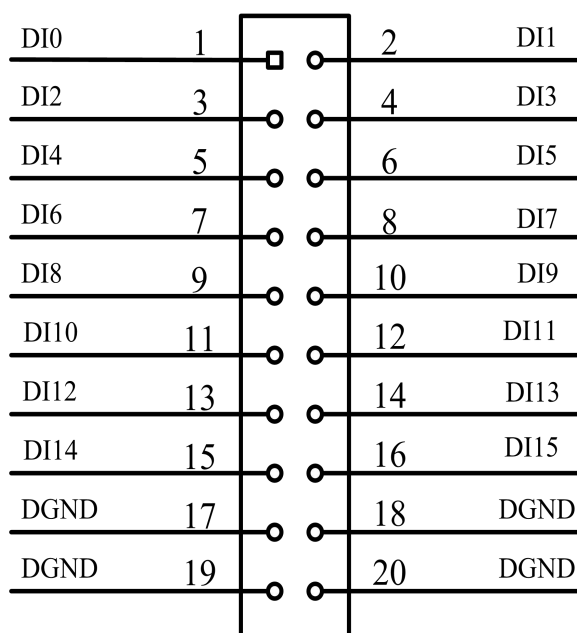 DI0 1 2 DI1
DI2 3 4 DI3
DI4 5 6 DI5
DI6 7 8 DI7
DI8 9 10 DI9
DI10 11 12 DI11
DI12 13 14 DI13
DI14 15 16 DI15
DGND 17 18 DGND
DGND 19 20 DGND